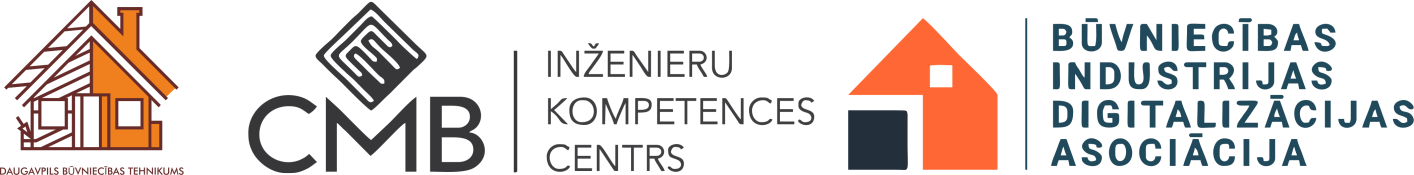 DAUGAVPILS BŪVNIECĪBAS TEHNIKUMS
CMB
INŽENIERU
KOMPETENCES
CENTRS
BŪVNIECĪBAS
INDUSTRIJAS
DIGITALIZĀCIJAS
ASOCIĀCIJA